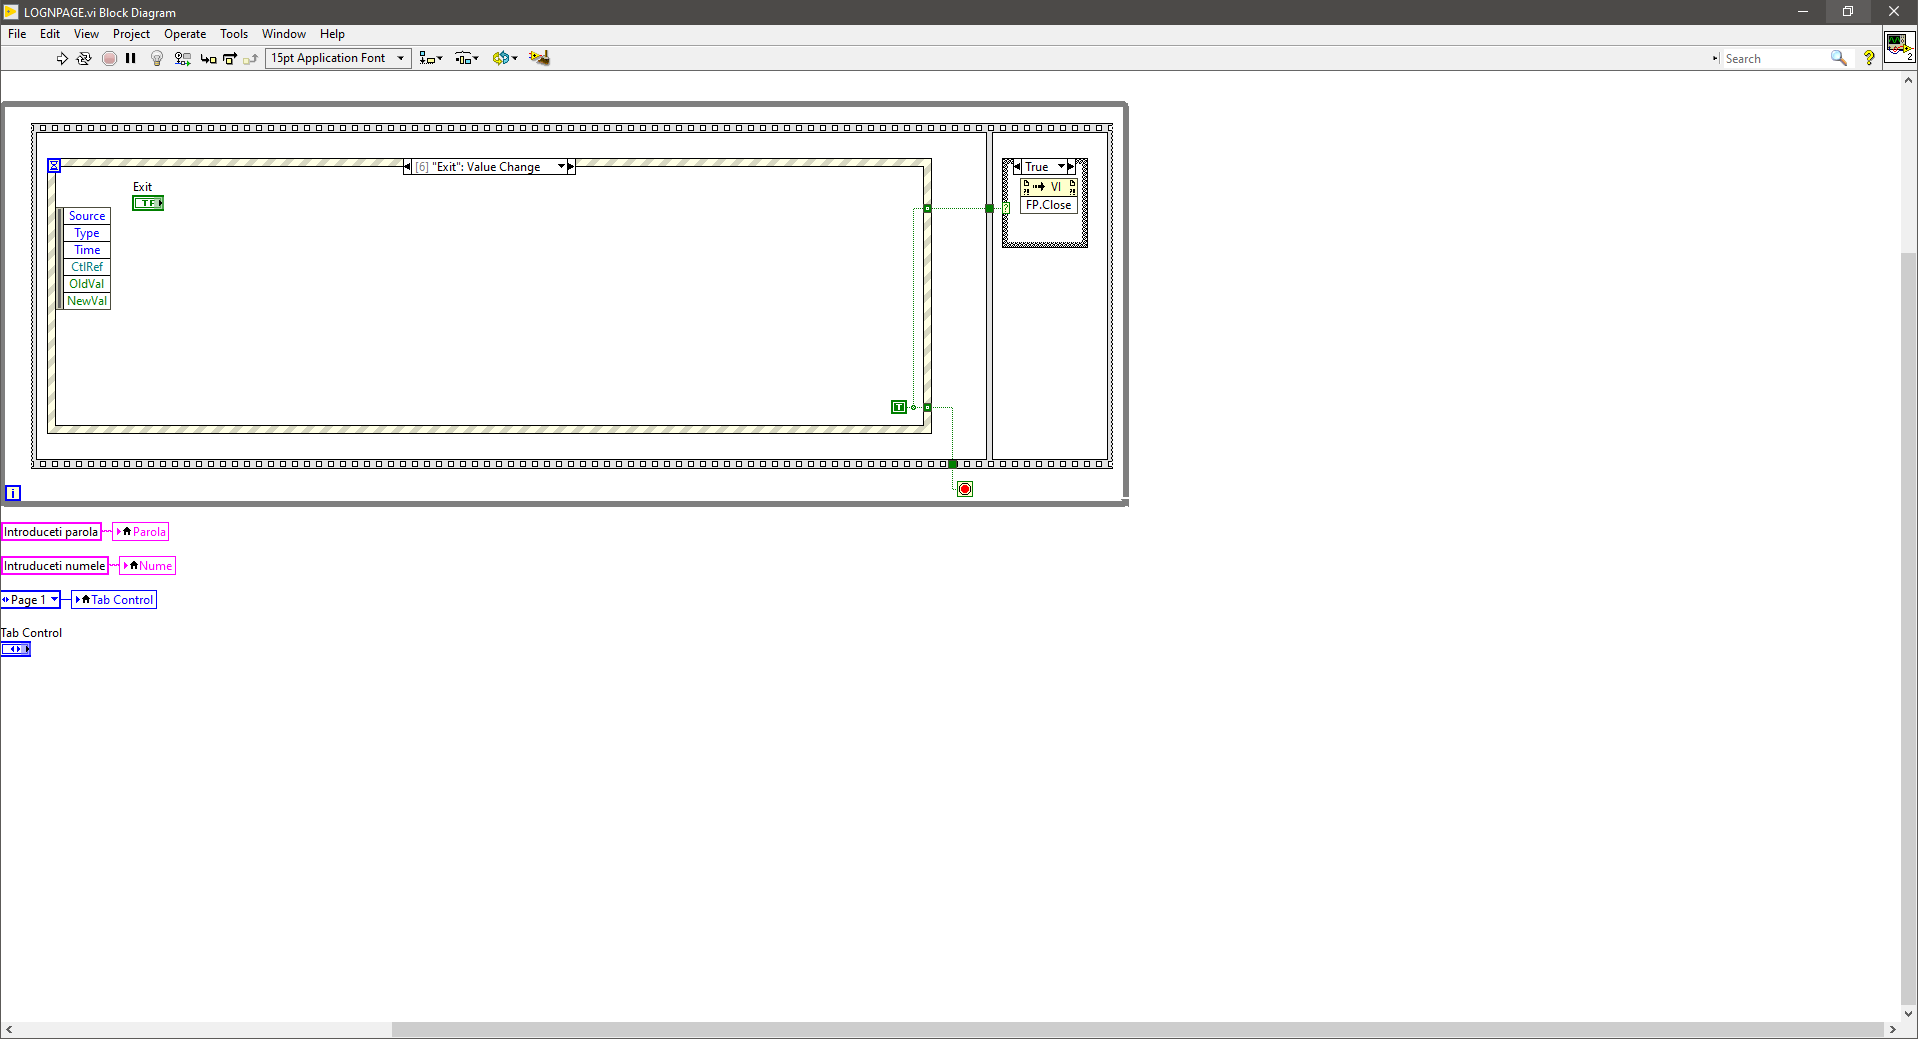 LOGNPAGE.vi Block Diagram
File Edit View Project Operate Tools Window Help
15pt Application Font
Search
?
2
[6] "Exit": Value Change
True
Exit
TF
VI
FP.Close
?
Source
Type
Time
CtlRef
OldVal
NewVal
T
i
Introduceti parola
Parola
Intruduceti numele
Nume
Page 1
Tab Control
Tab Control